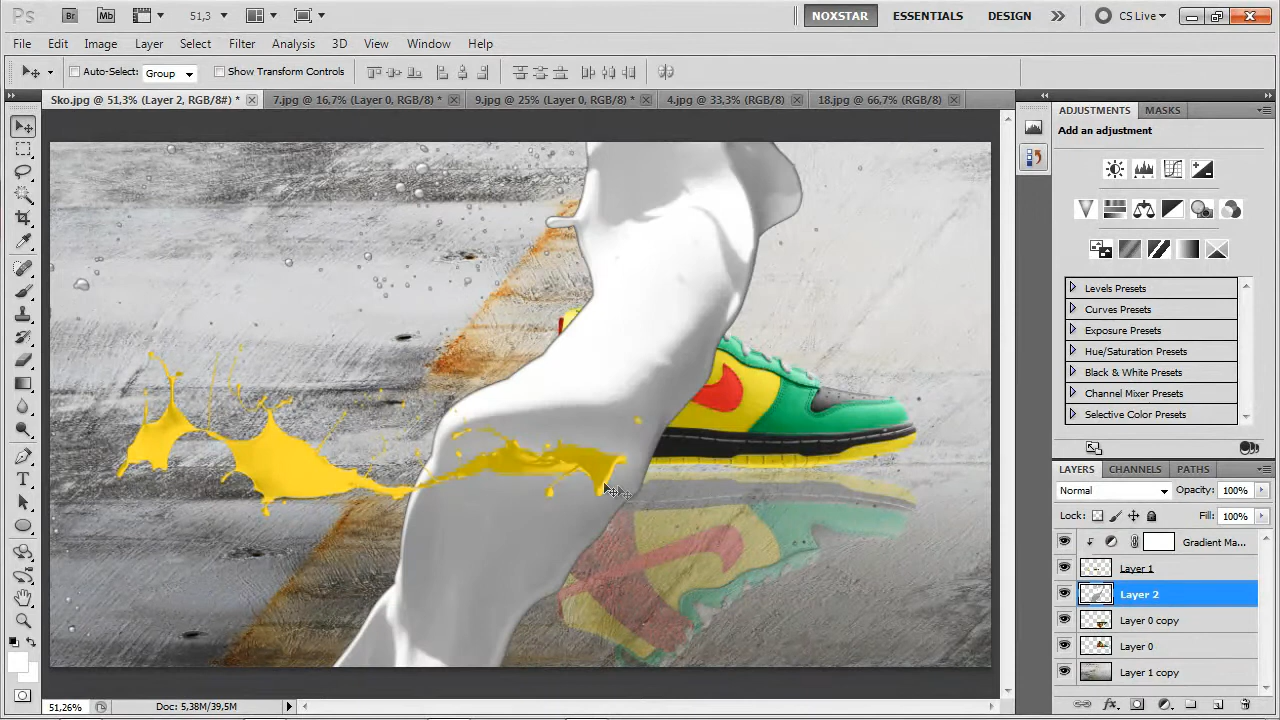 Ps Br Mb 51,3 NOXSTAR ESSENTIALS DESIGN CS Live
File Edit Image Layer Select Filter Analysis 3D View Window Help
Auto-Select: Group Show Transform Controls
Sko.jpg @ 51,3% (Layer 2, RGB/8#) * 7.jpg @ 16,7% (Layer 0, RGB/8) * 9.jpg @ 25% (Layer 0, RGB/8) * 4.jpg @ 33,3% (RGB/8) 18.jpg @ 66,7% (RGB/8)
ADJUSTMENTS MASKS
Add an adjustment
Levels Presets
Curves Presets
Exposure Presets
Hue/Saturation Presets
Black & White Presets
Channel Mixer Presets
Selective Color Presets
LAYERS CHANNELS PATHS
Normal Opacity: 100%
Lock: Fill: 100%
Gradient Ma...
Layer 1
Layer 2
Layer 0 copy
Layer 0
Layer 1 copy
51,26% Doc: 5,38M/39,5M